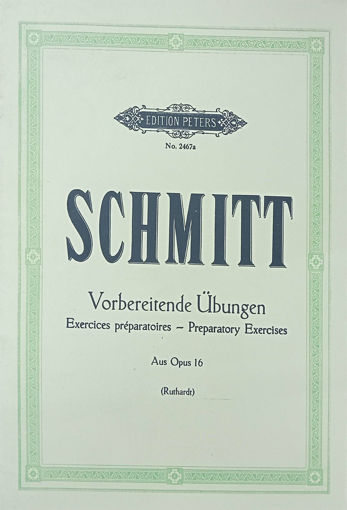 EDITION PETERS
No. 2467a
SCHMITT
Vorbereitende Übungen
Exercices préparatoires – Preparatory Exercises
Aus Opus 16
(Ruthardt)